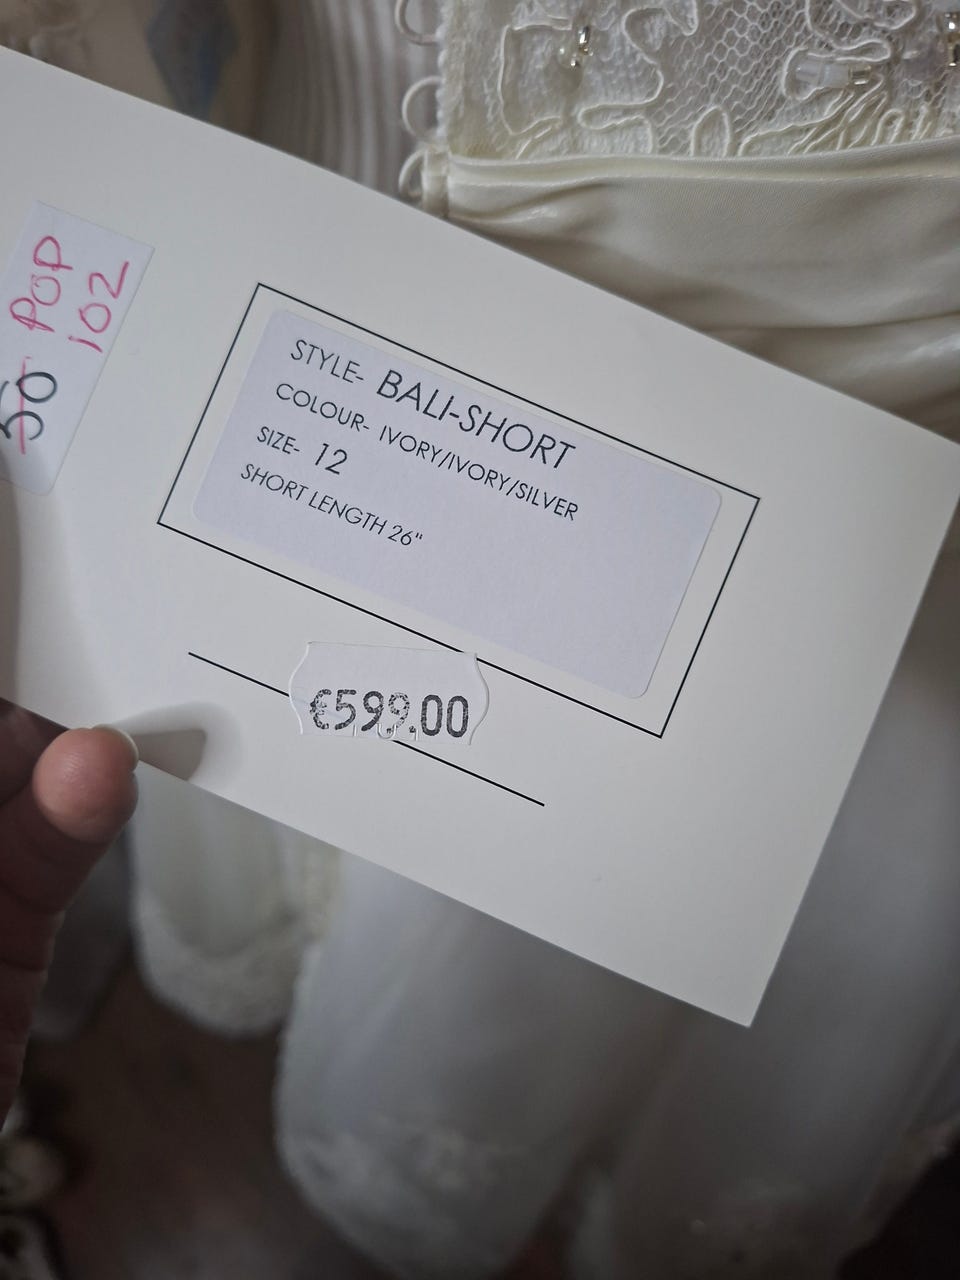 POP
102
50
STYLE- BALI-SHORT
COLOUR- IVORY/IVORY/SILVER
SIZE- 12
SHORT LENGTH 26"
€599.00